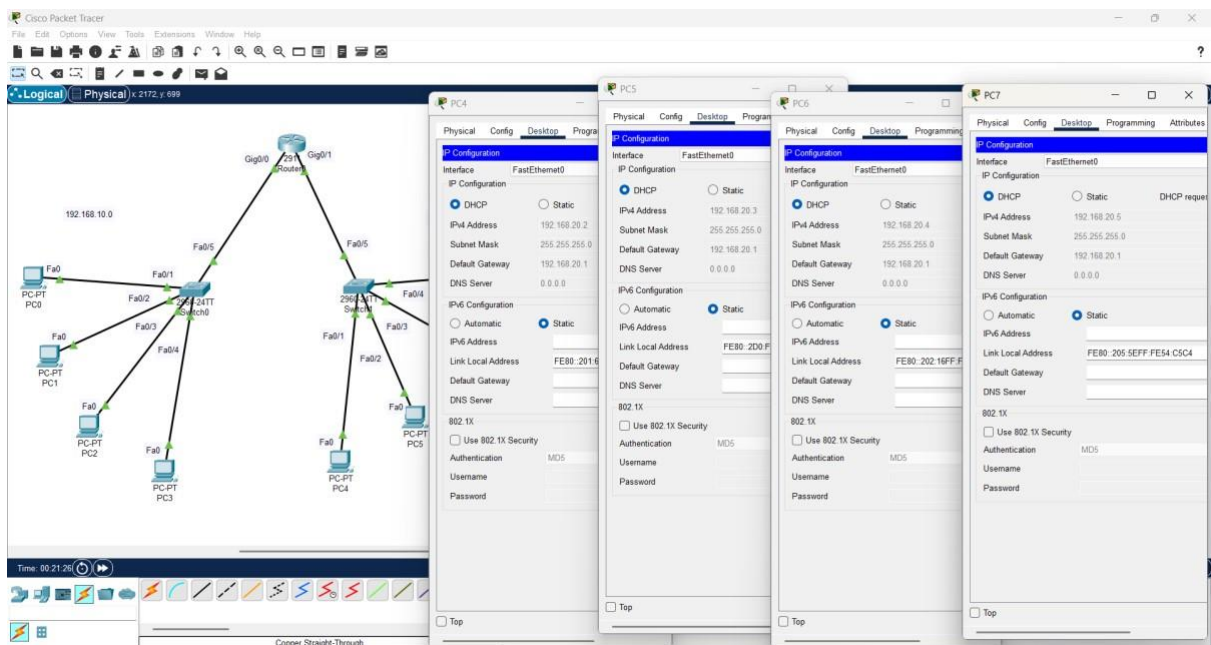 Cisco Packet Tracer
File Edit Options View Tools Extensions Window Help
?
Logical Physical x: 2172, y: 699
192.168.10.0
Gig0/0
Gig0/1
Fa0/5
Fa0/5
Fa0
PC-PT
PC0
Fa0/1
Fa0/2
Fa0/3
Fa0/4
Switch0
Fa0
PC-PT
PC1
Fa0
PC-PT
PC2
Fa0
PC-PT
PC3
Fa0/4
Fa0/3
Fa0/1
Fa0/2
Fa0
PC-PT
PC5
Fa0
PC-PT
PC4
Time: 00:21:26
Copper Straight-Through
PC4
Physical Config Desktop Progra
IP Configuration
Interface FastEthernet0
IP Configuration
DHCP Static
IPv4 Address 192.168.20.2
Subnet Mask 255.255.255.0
Default Gateway 192.168.20.1
DNS Server 0.0.0.0
IPv6 Configuration
Automatic Static
IPv6 Address
Link Local Address FE80::201:6
Default Gateway
DNS Server
802.1X
Use 802.1X Security
Authentication MD5
Username
Password
Top
PC5
Physical Config Desktop Program
IP Configuration
Interface FastEthernet0
IP Configuration
DHCP Static
IPv4 Address 192.168.20.3
Subnet Mask 255.255.255.0
Default Gateway 192.168.20.1
DNS Server 0.0.0.0
IPv6 Configuration
Automatic Static
IPv6 Address
Link Local Address FE80::2D0:F
Default Gateway
DNS Server
802.1X
Use 802.1X Security
Authentication MD5
Username
Password
Top
PC6
Physical Config Desktop Programming
IP Configuration
Interface FastEthernet0
IP Configuration
DHCP Static
IPv4 Address 192.168.20.4
Subnet Mask 255.255.255.0
Default Gateway 192.168.20.1
DNS Server 0.0.0.0
IPv6 Configuration
Automatic Static
IPv6 Address
Link Local Address FE80::202:16FF:F
Default Gateway
DNS Server
802.1X
Use 802.1X Security
Authentication MD5
Username
Password
Top
PC7
Physical Config Desktop Programming Attributes
IP Configuration
Interface FastEthernet0
IP Configuration
DHCP Static DHCP reques
IPv4 Address 192.168.20.5
Subnet Mask 255.255.255.0
Default Gateway 192.168.20.1
DNS Server 0.0.0.0
IPv6 Configuration
Automatic Static
IPv6 Address
Link Local Address FE80::205:5EFF:FE54:C5C4
Default Gateway
DNS Server
802.1X
Use 802.1X Security
Authentication MD5
Username
Password
Top